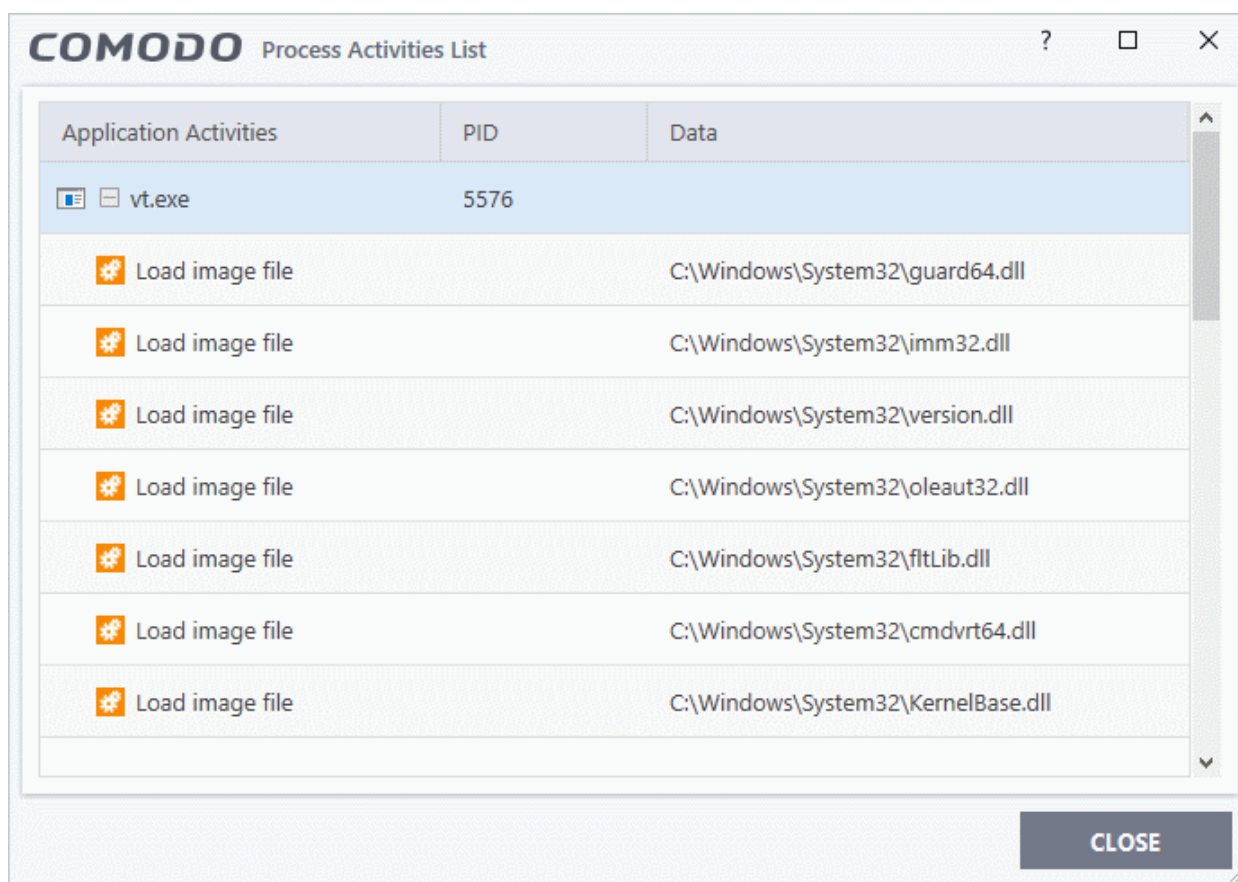 COMODO Process Activities List ?
Application Activities PID Data
vt.exe 5576
Load image file C:\Windows\System32\guard64.dll
Load image file C:\Windows\System32\imm32.dll
Load image file C:\Windows\System32\version.dll
Load image file C:\Windows\System32\oleaut32.dll
Load image file C:\Windows\System32\fltLib.dll
Load image file C:\Windows\System32\cmdvrt64.dll
Load image file C:\Windows\System32\KernelBase.dll
CLOSE